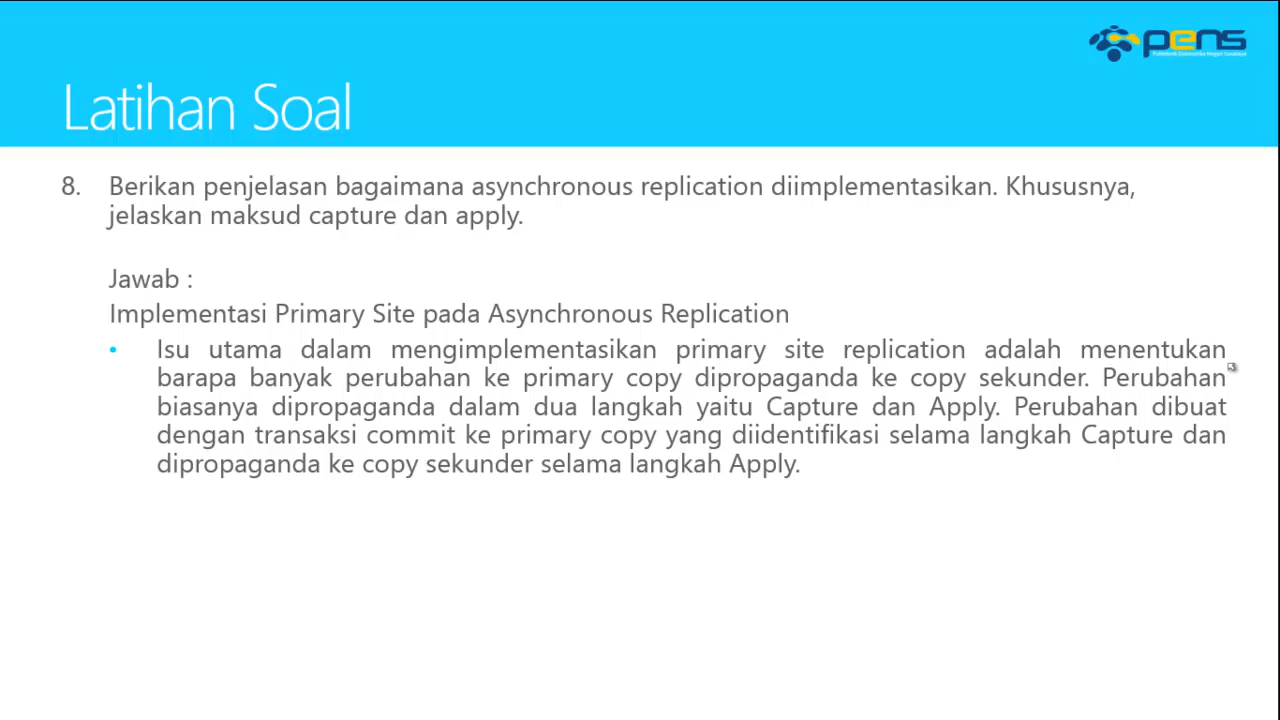 pens
Politeknik Elektronika Negeri Surabaya
Latihan Soal
8. Berikan penjelasan bagaimana asynchronous replication diimplementasikan. Khususnya,
jelaskan maksud capture dan apply.
Jawab :
Implementasi Primary Site pada Asynchronous Replication
• Isu utama dalam mengimplementasikan primary site replication adalah menentukan
barapa banyak perubahan ke primary copy dipropaganda ke copy sekunder. Perubahan
biasanya dipropaganda dalam dua langkah yaitu Capture dan Apply. Perubahan dibuat
dengan transaksi commit ke primary copy yang diidentifikasi selama langkah Capture dan
dipropaganda ke copy sekunder selama langkah Apply.